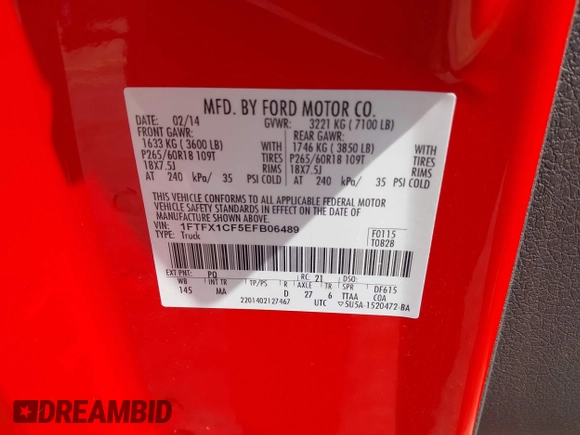 MFD. BY FORD MOTOR CO.
DATE: 02/14 GVWR: 3221 KG ( 7100 LB)
FRONT GAWR: REAR GAWR:
1633 KG ( 3600 LB) WITH 1746 KG ( 3850 LB) WITH
P265/60R18 109T TIRES P265/60R18 109T TIRES
18X7.5J RIMS 18X7.5J RIMS
AT 240 kPa/ 35 PSI COLD AT 240 kPa/ 35 PSI COLD
THIS VEHICLE CONFORMS TO ALL APPLICABLE FEDERAL MOTOR
VEHICLE SAFETY STANDARDS IN EFFECT ON THE DATE OF
MANUFACTURE SHOWN ABOVE.
VIN: 1FTFX1CF5EFB06489 F0115
TYPE: Truck T0828
EXT PNT: PQ RC: 21 DSO:
WB INT TR TP/PS R AXLE TR SPR DF615
145 MA D 27 6 TTAA COA
2201402127467 UTC ▽5U5A-1520472-BA
DREAMBID